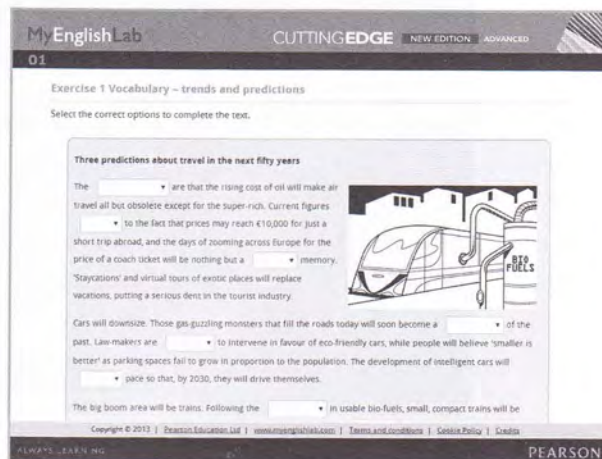 MyEnglishLab
CUTTINGEDGE NEW EDITION ADVANCED
01
Exercise 1 Vocabulary – trends and predictions
Select the correct options to complete the text.
Three predictions about travel in the next fifty years
The are that the rising cost of oil will make air
travel all but obsolete except for the super-rich. Current figures
to the fact that prices may reach €10,000 for just a
short trip abroad, and the days of zooming across Europe for the
price of a coach ticket will be nothing but a memory.
'Staycations' and virtual tours of exotic places will replace
vacations, putting a serious dent in the tourist industry.
BIO
FUELS
Cars will downsize. Those gas-guzzling monsters that fill the roads today will soon become a of the
past. Law-makers are to intervene in favour of eco-friendly cars, while people will believe 'smaller is
better' as parking spaces fail to grow in proportion to the population. The development of intelligent cars will
pace so that, by 2030, they will drive themselves.
The big boom area will be trains. Following the in usable bio-fuels, small, compact trains will be
Copyright © 2013 | Pearson Education Ltd | www.myenglishlab.com | Terms and conditions | Cookie Policy | Credits
ALWAYS LEARNING
PEARSON